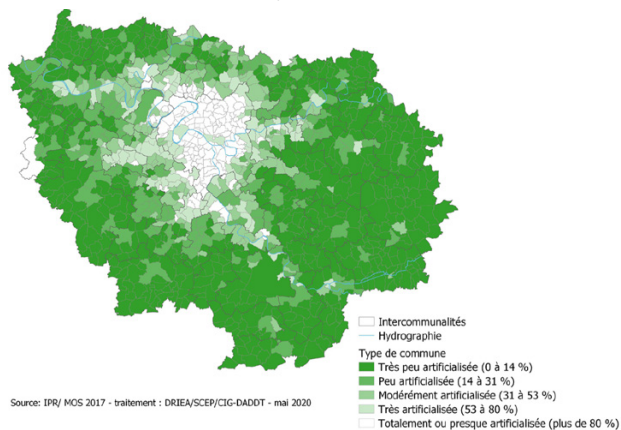 Intercommunalités
Hydrographie
Type de commune
Très peu artificialisée (0 à 14 %)
Peu artificialisée (14 à 31 %)
Modérément artificialisée (31 à 53 %)
Très artificialisée (53 à 80 %)
Totalement ou presque artificialisée (plus de 80 %)
Source: IPR/ MOS 2017 - traitement : DRIEA/SCEP/CIG-DADDT - mai 2020